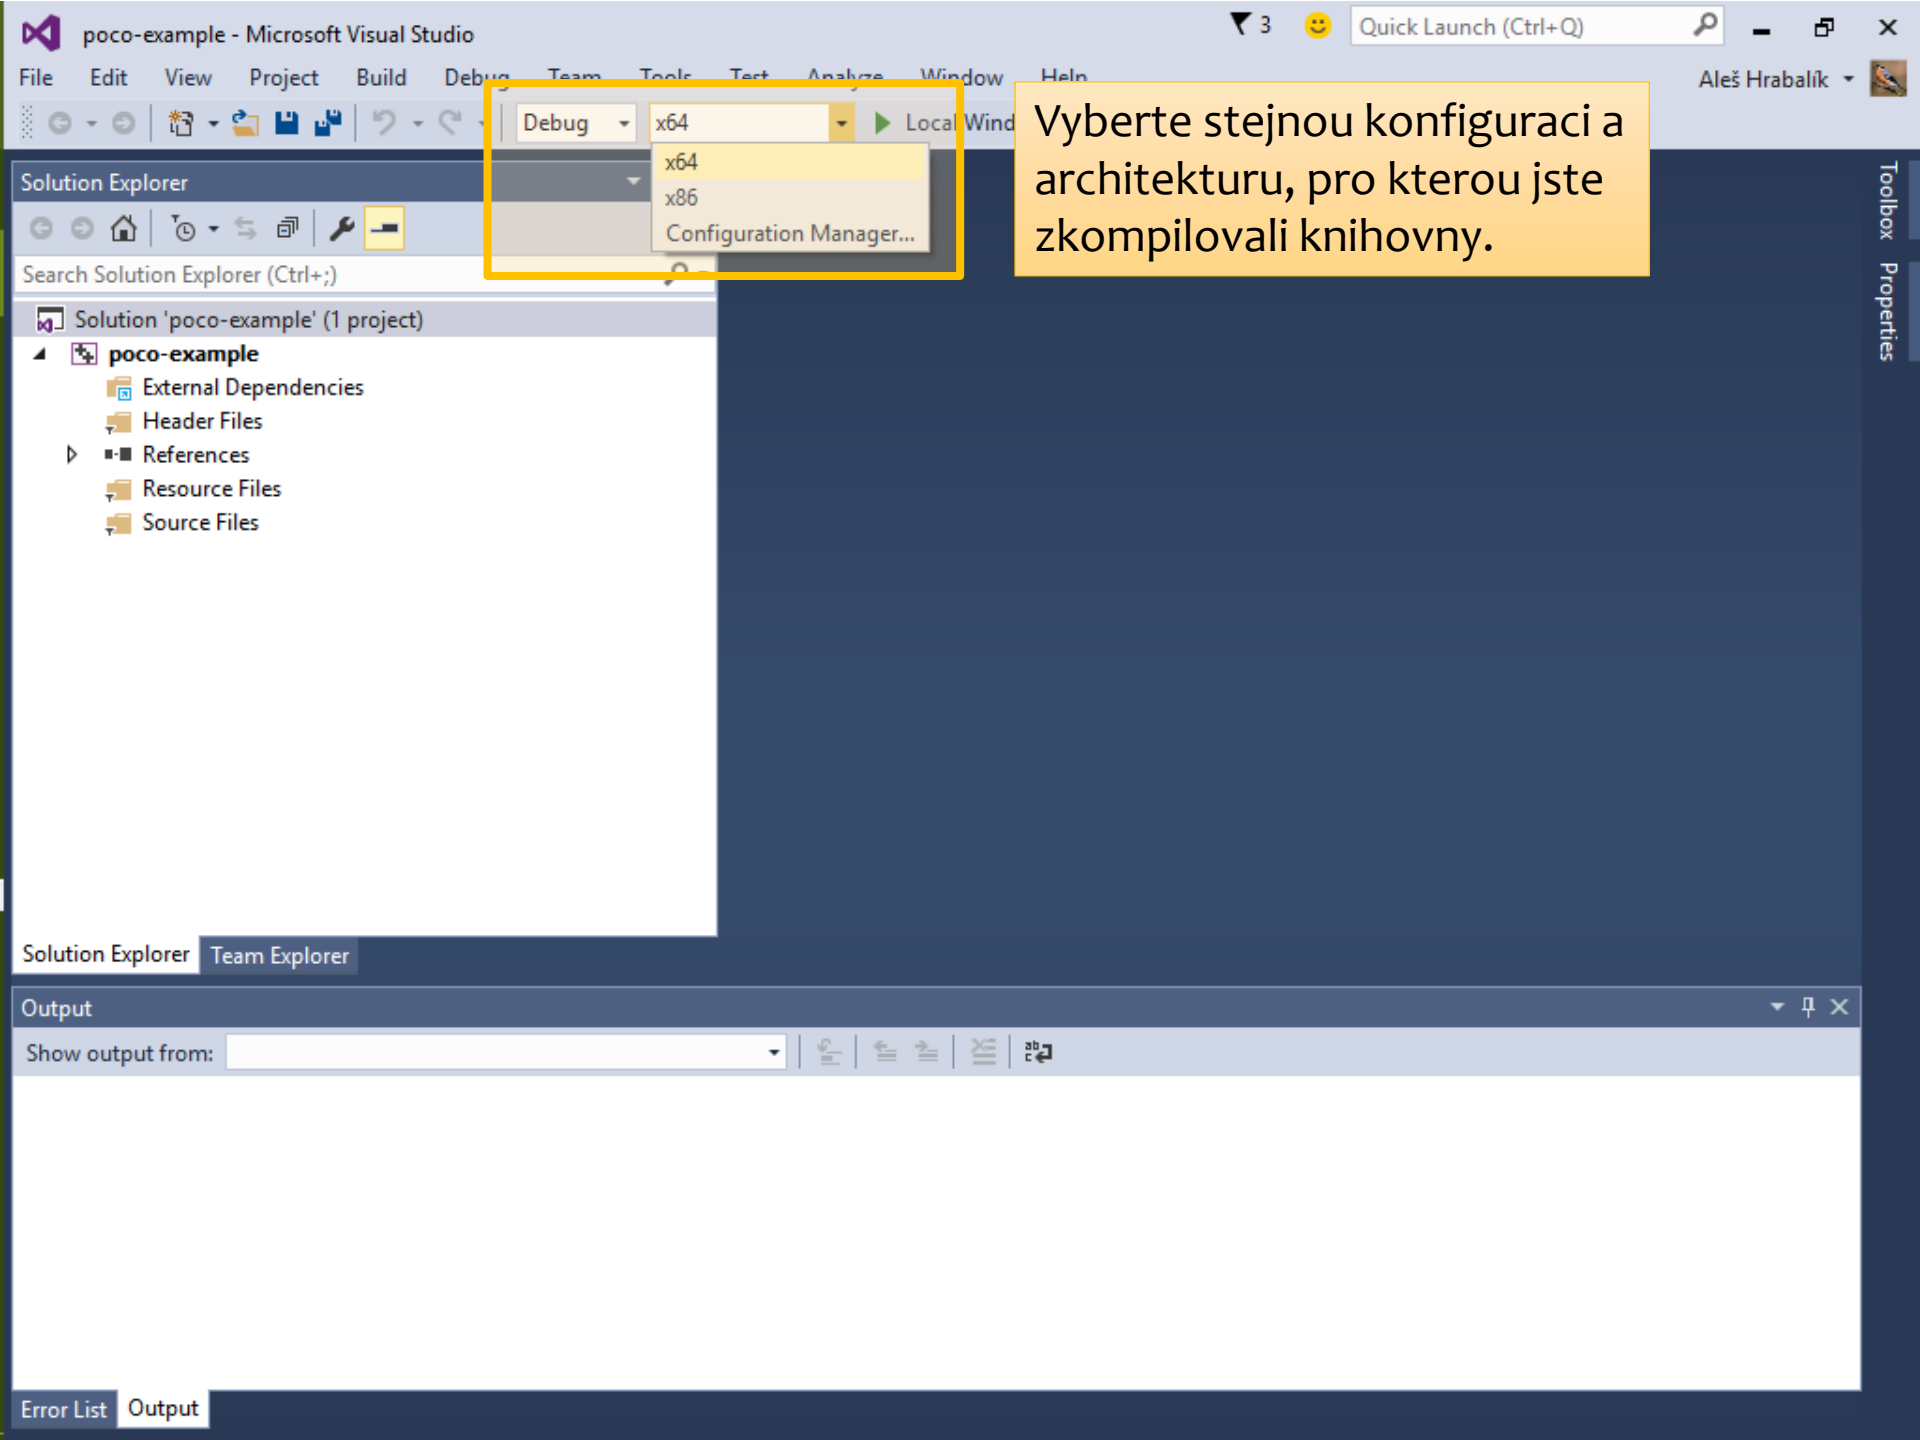 poco-example - Microsoft Visual Studio
3
Quick Launch (Ctrl+Q)
File Edit View Project Build Debug Team Tools Test Analyze Window Help
Aleš Hrabalík
Debug x64 Local Wind
x64
x86
Configuration Manager...
Vyberte stejnou konfiguraci a
architekturu, pro kterou jste
zkompilovali knihovny.
Toolbox
Properties
Solution Explorer
Search Solution Explorer (Ctrl+;)
Solution 'poco-example' (1 project)
poco-example
External Dependencies
Header Files
References
Resource Files
Source Files
Solution Explorer Team Explorer
Output
Show output from:
Error List Output